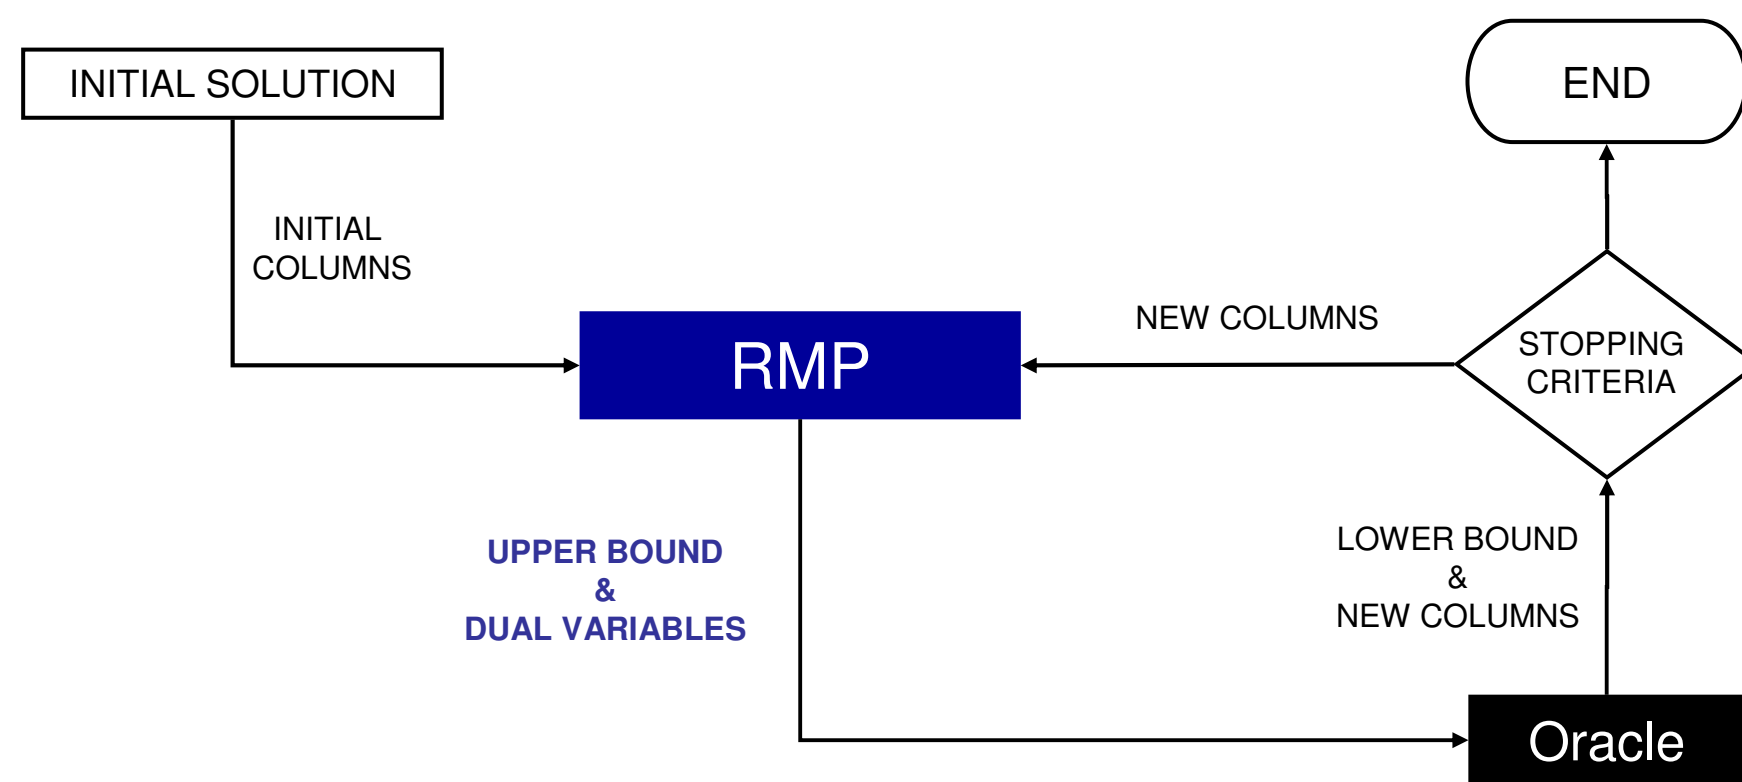 INITIAL SOLUTION
END
INITIAL
COLUMNS
NEW COLUMNS
RMP
STOPPING
CRITERIA
UPPER BOUND
&
DUAL VARIABLES
LOWER BOUND
&
NEW COLUMNS
Oracle